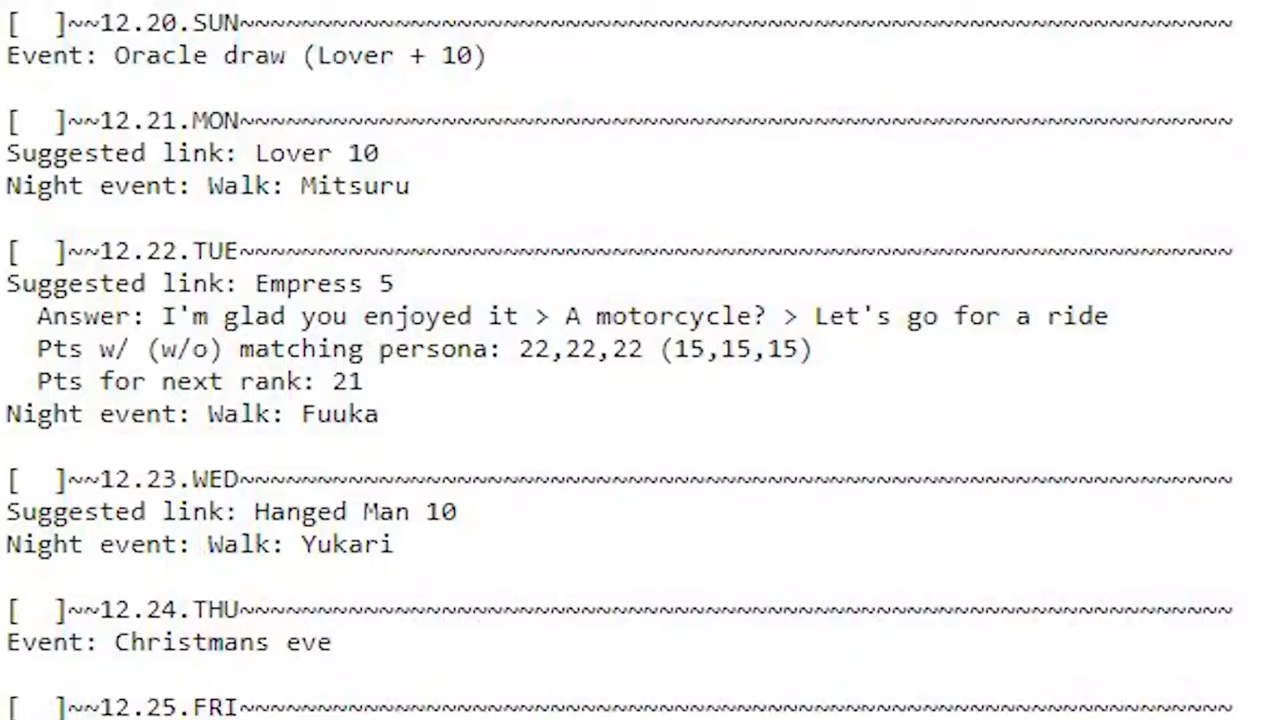 [  ]~~12.20.SUN~~~~~~~~~~~~~~~~~~~~~~~~~~~~~~~~~~~~~~~~~~~~~~~~~~~~~~~~~~~~~~~~
Event: Oracle draw (Lover + 10)
[  ]~~12.21.MON~~~~~~~~~~~~~~~~~~~~~~~~~~~~~~~~~~~~~~~~~~~~~~~~~~~~~~~~~~~~~~~~
Suggested link: Lover 10
Night event: Walk: Mitsuru
[  ]~~12.22.TUE~~~~~~~~~~~~~~~~~~~~~~~~~~~~~~~~~~~~~~~~~~~~~~~~~~~~~~~~~~~~~~~~
Suggested link: Empress 5
  Answer: I'm glad you enjoyed it > A motorcycle? > Let's go for a ride
  Pts w/ (w/o) matching persona: 22,22,22 (15,15,15)
  Pts for next rank: 21
Night event: Walk: Fuuka
[  ]~~12.23.WED~~~~~~~~~~~~~~~~~~~~~~~~~~~~~~~~~~~~~~~~~~~~~~~~~~~~~~~~~~~~~~~~
Suggested link: Hanged Man 10
Night event: Walk: Yukari
[  ]~~12.24.THU~~~~~~~~~~~~~~~~~~~~~~~~~~~~~~~~~~~~~~~~~~~~~~~~~~~~~~~~~~~~~~~~
Event: Christmans eve
[  ]~~12.25.FRI~~~~~~~~~~~~~~~~~~~~~~~~~~~~~~~~~~~~~~~~~~~~~~~~~~~~~~~~~~~~~~~~